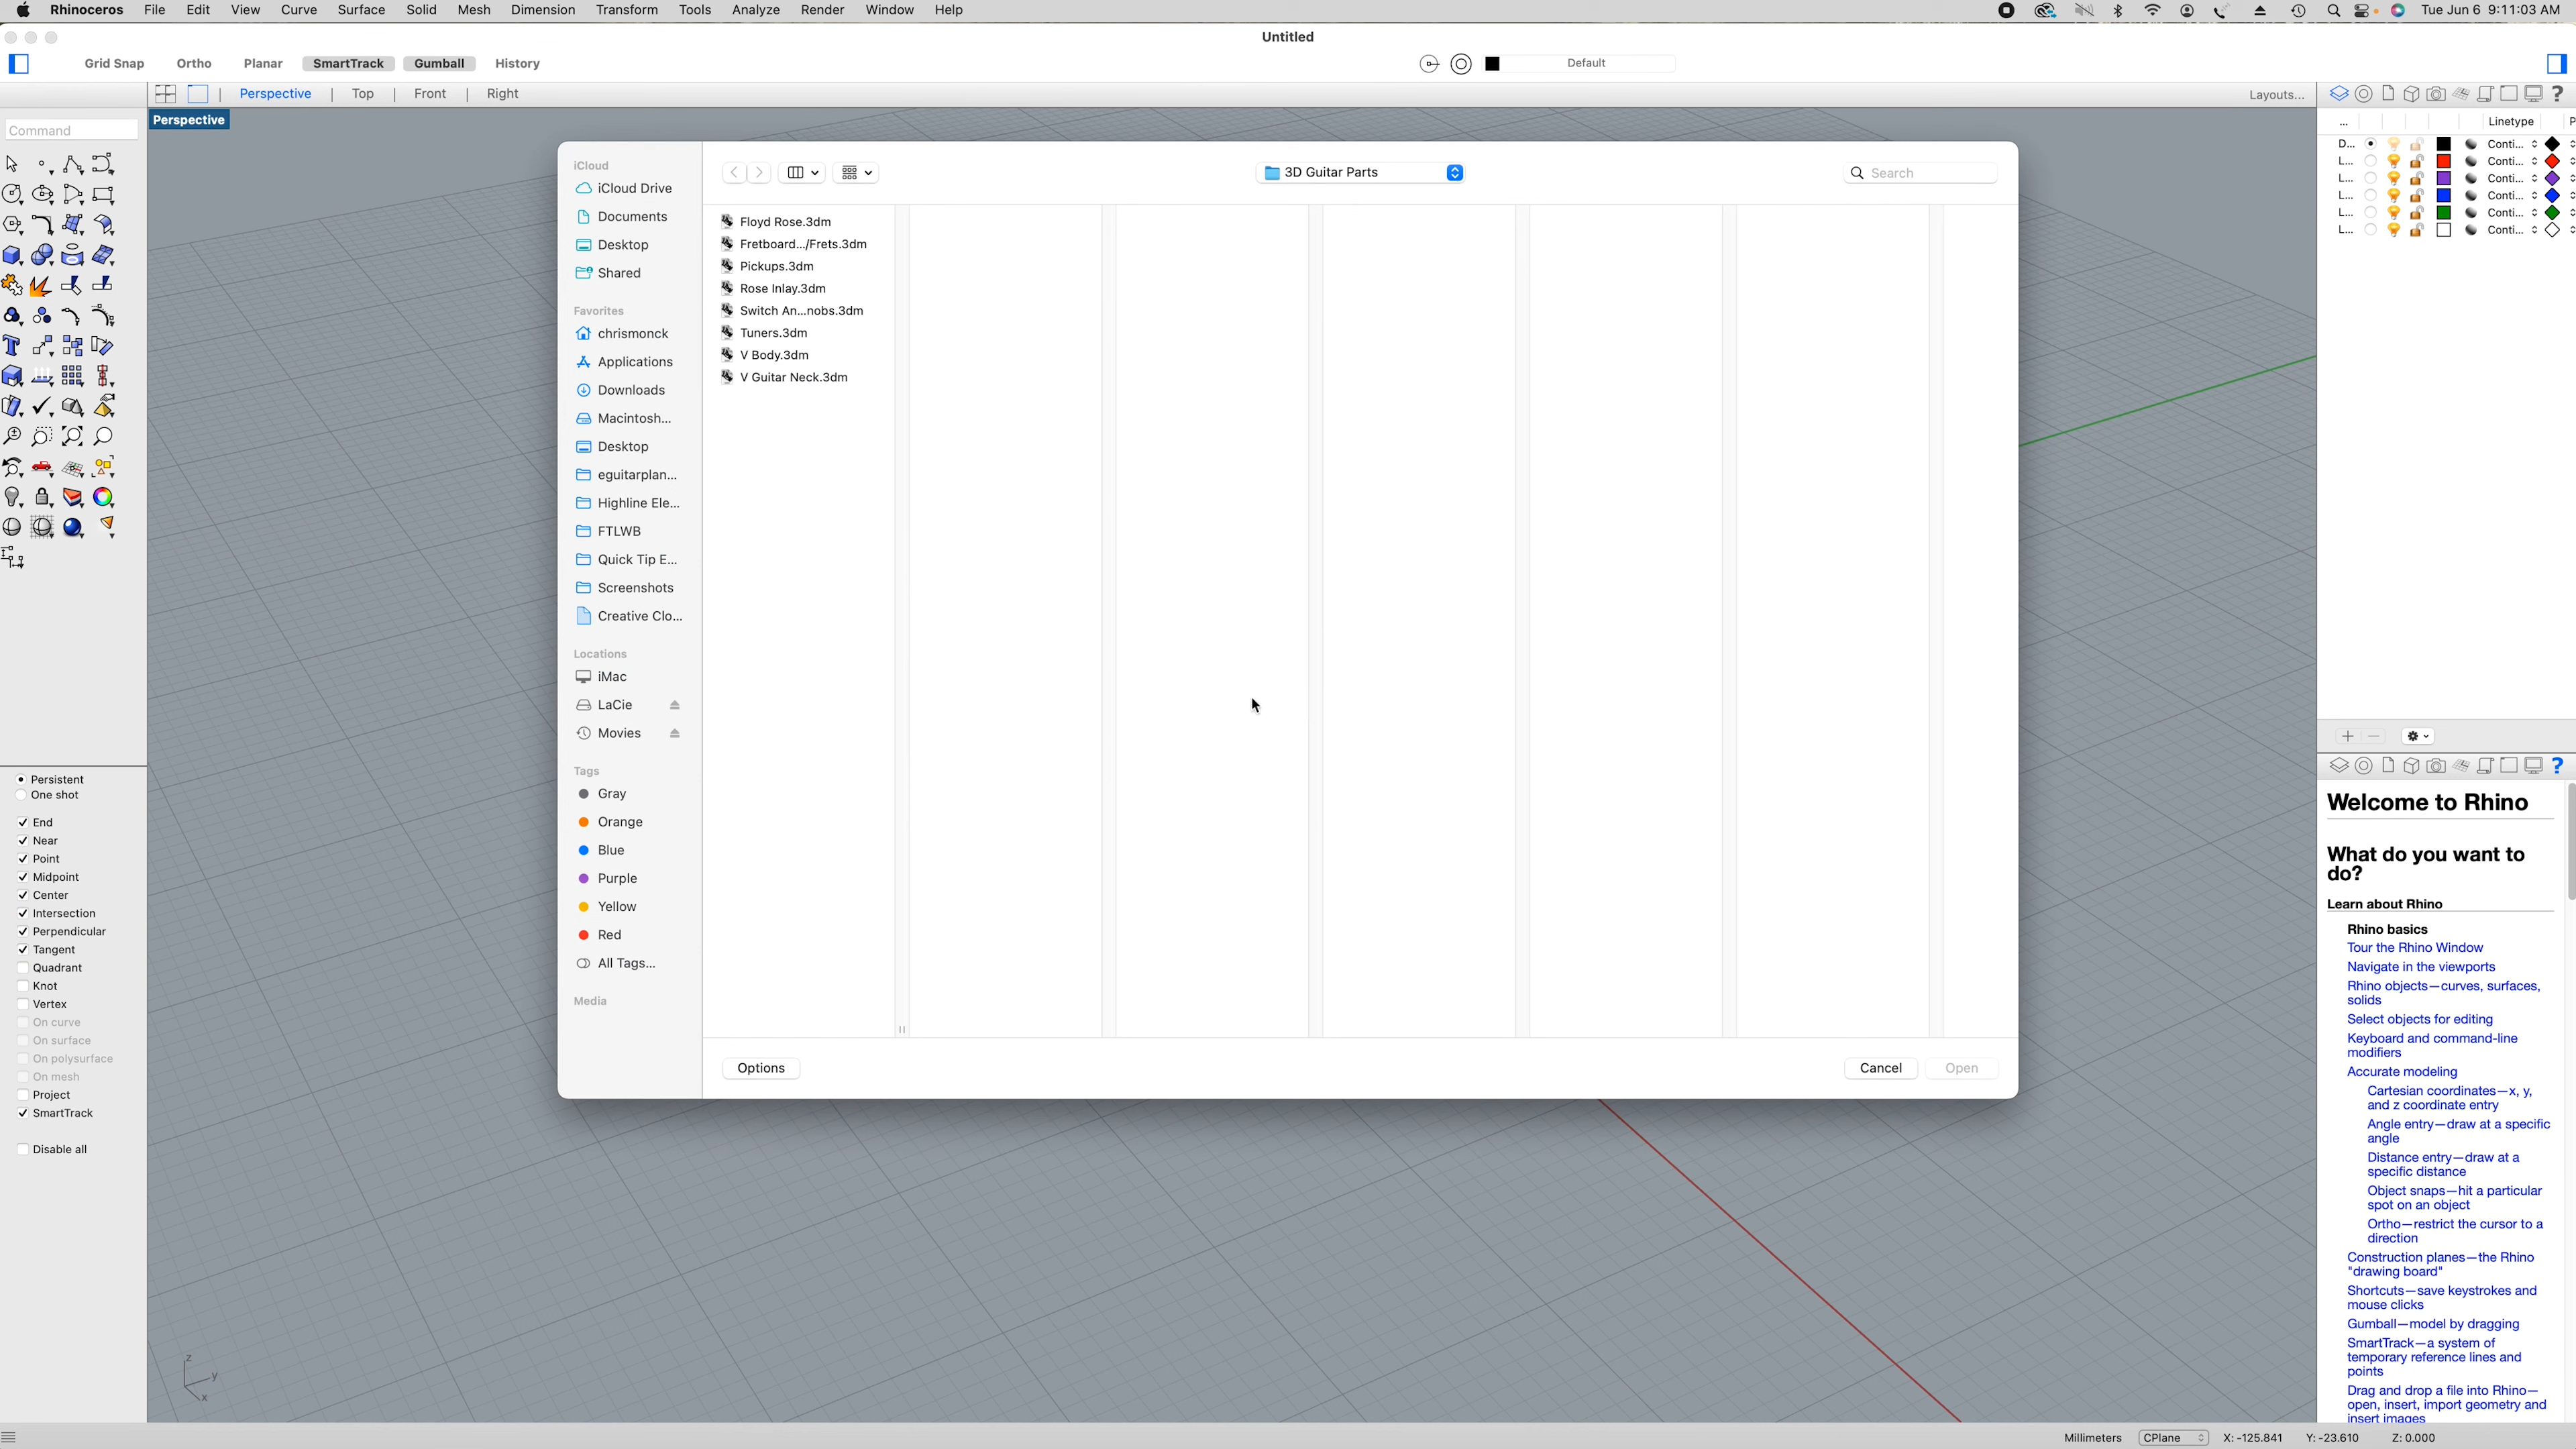 Rhinoceros File Edit View Curve Surface Solid Mesh Dimension Transform Tools Analyze Render Window Help Tue Jun 6 9:11:03 AM
Untitled
Grid Snap Ortho Planar SmartTrack Gumball History Default
Perspective | Top | Front | Right Layouts...
Perspective
Command
iCloud
iCloud Drive
Documents
Desktop
Shared
Favorites
chrismonck
Applications
Downloads
Macintosh...
Desktop
eguitarplan...
Highline Ele...
FTLWB
Quick Tip E...
Screenshots
Creative Clo...
Locations
iMac
LaCie
Movies
Tags
Gray
Orange
Blue
Purple
Yellow
Red
All Tags...
Media
3D Guitar Parts
Search
Floyd Rose.3dm
Fretboard.../Frets.3dm
Pickups.3dm
Rose Inlay.3dm
Switch An...nobs.3dm
Tuners.3dm
V Body.3dm
V Guitar Neck.3dm
Options Cancel Open
... Linetype P
D... Conti...
L... Conti...
L... Conti...
L... Conti...
L... Conti...
L... Conti...
Persistent
One shot
End
Near
Point
Midpoint
Center
Intersection
Perpendicular
Tangent
Quadrant
Knot
Vertex
On curve
On surface
On polysurface
On mesh
Project
SmartTrack
Disable all
z
y
x
Welcome to Rhino
What do you want to
do?
Learn about Rhino
Rhino basics
Tour the Rhino Window
Navigate in the viewports
Rhino objects—curves, surfaces,
solids
Select objects for editing
Keyboard and command-line
modifiers
Accurate modeling
Cartesian coordinates—x, y,
and z coordinate entry
Angle entry—draw at a specific
angle
Distance entry—draw at a
specific distance
Object snaps—hit a particular
spot on an object
Ortho—restrict the cursor to a
direction
Construction planes—the Rhino
"drawing board"
Shortcuts—save keystrokes and
mouse clicks
Gumball—model by dragging
SmartTrack—a system of
temporary reference lines and
points
Drag and drop a file into Rhino—
open, insert, import geometry and
insert images
Millimeters CPlane X: -125.841 Y: -23.610 Z: 0.000